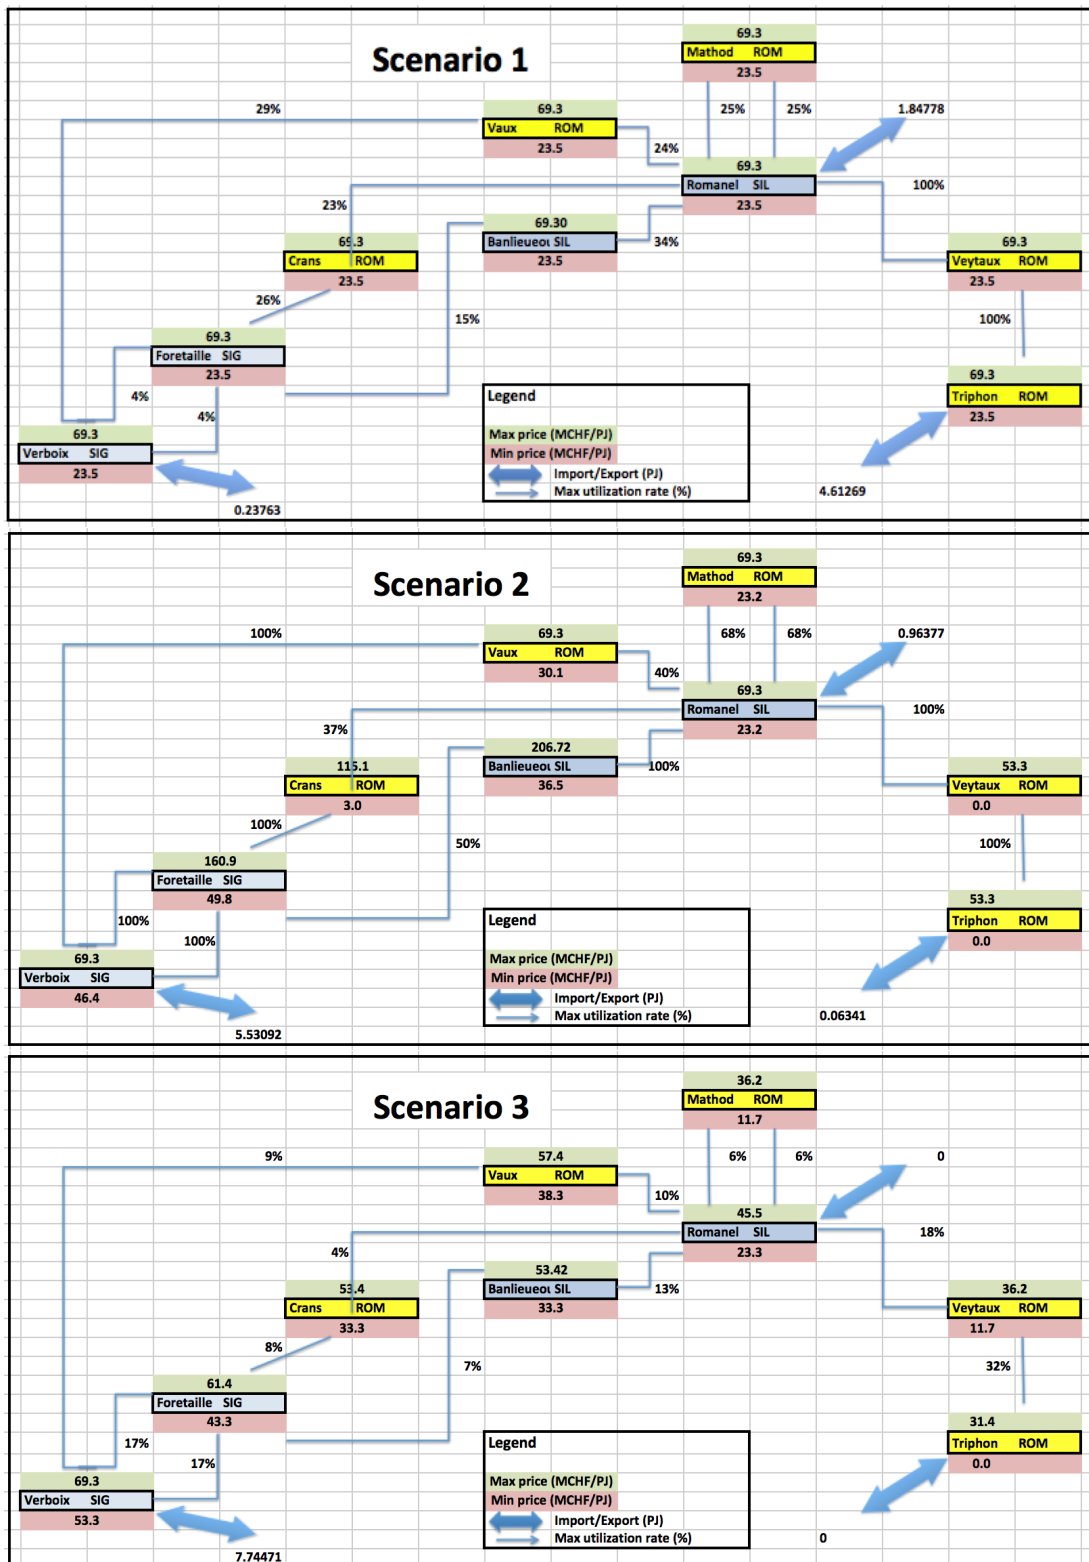 Scenario 1
69.3
Mathod ROM
23.5
29%
69.3
25%
25%
1.84778
Vaux ROM
23.5
24%
69.3
Romanel SIL
100%
23.5
23%
69.30
69.3
Banlieueou SIL
34%
69.3
Crans ROM
23.5
Veytaux ROM
23.5
23.5
26%
15%
100%
69.3
Foretaille SIG
23.5
69.3
4%
Legend
Triphon ROM
4%
23.5
69.3
Max price (MCHF/PJ)
Verboix SIG
Min price (MCHF/PJ)
23.5
Import/Export (PJ)
Max utilization rate (%)
4.61269
0.23763
Scenario 2
69.3
Mathod ROM
23.2
100%
69.3
68%
68%
0.96377
Vaux ROM
30.1
40%
69.3
Romanel SIL
100%
23.2
37%
206.72
115.1
Banlieueou SIL
100%
53.3
Crans ROM
36.5
Veytaux ROM
3.0
0.0
100%
50%
100%
160.9
Foretaille SIG
49.8
53.3
100%
Legend
Triphon ROM
100%
0.0
69.3
Max price (MCHF/PJ)
Verboix SIG
Min price (MCHF/PJ)
46.4
Import/Export (PJ)
Max utilization rate (%)
0.06341
5.53092
Scenario 3
36.2
Mathod ROM
11.7
9%
57.4
6%
6%
0
Vaux ROM
38.3
10%
45.5
Romanel SIL
18%
23.3
4%
53.42
53.4
Banlieueou SIL
13%
36.2
Crans ROM
33.3
Veytaux ROM
33.3
11.7
8%
7%
32%
61.4
Foretaille SIG
43.3
31.4
17%
Legend
Triphon ROM
17%
0.0
69.3
Max price (MCHF/PJ)
Verboix SIG
Min price (MCHF/PJ)
53.3
Import/Export (PJ)
Max utilization rate (%)
0
7.74471